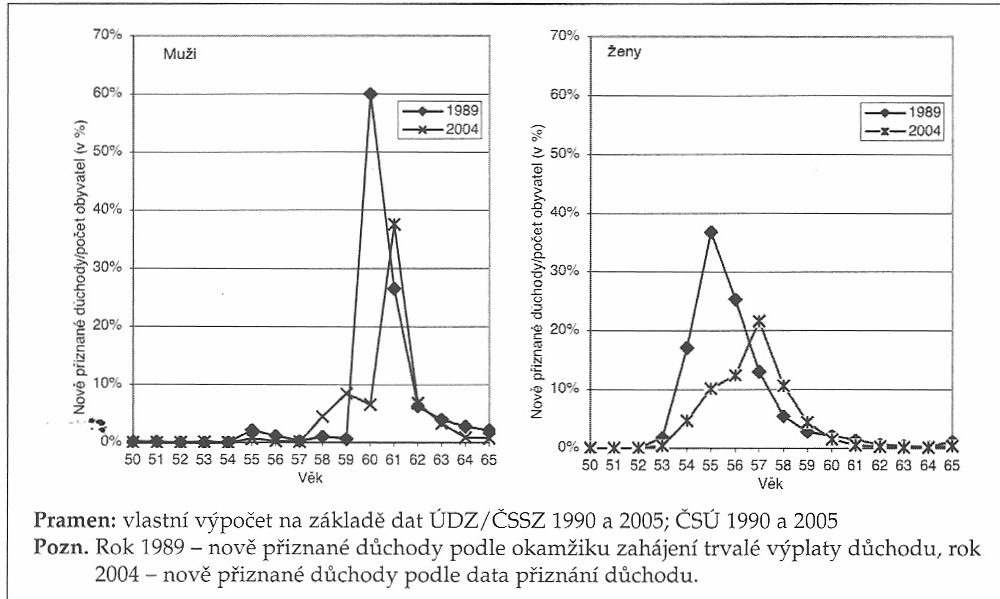 Muži
Nově přiznané důchody/počet obyvatel (v %)
70%
60%
50%
40%
30%
20%
10%
0%
1989
2004
50 51 52 53 54 55 56 57 58 59 60 61 62 63 64 65
Věk
Ženy
Nově přiznané důchody/počet obyvatel (v %)
70%
60%
50%
40%
30%
20%
10%
0%
1989
2004
50 51 52 53 54 55 56 57 58 59 60 61 62 63 64 65
Věk
Pramen: vlastní výpočet na základě dat ÚDZ/ČSSZ 1990 a 2005; ČSÚ 1990 a 2005
Pozn. Rok 1989 – nově přiznané důchody podle okamžiku zahájení trvalé výplaty důchodu, rok
2004 – nově přiznané důchody podle data přiznání důchodu.